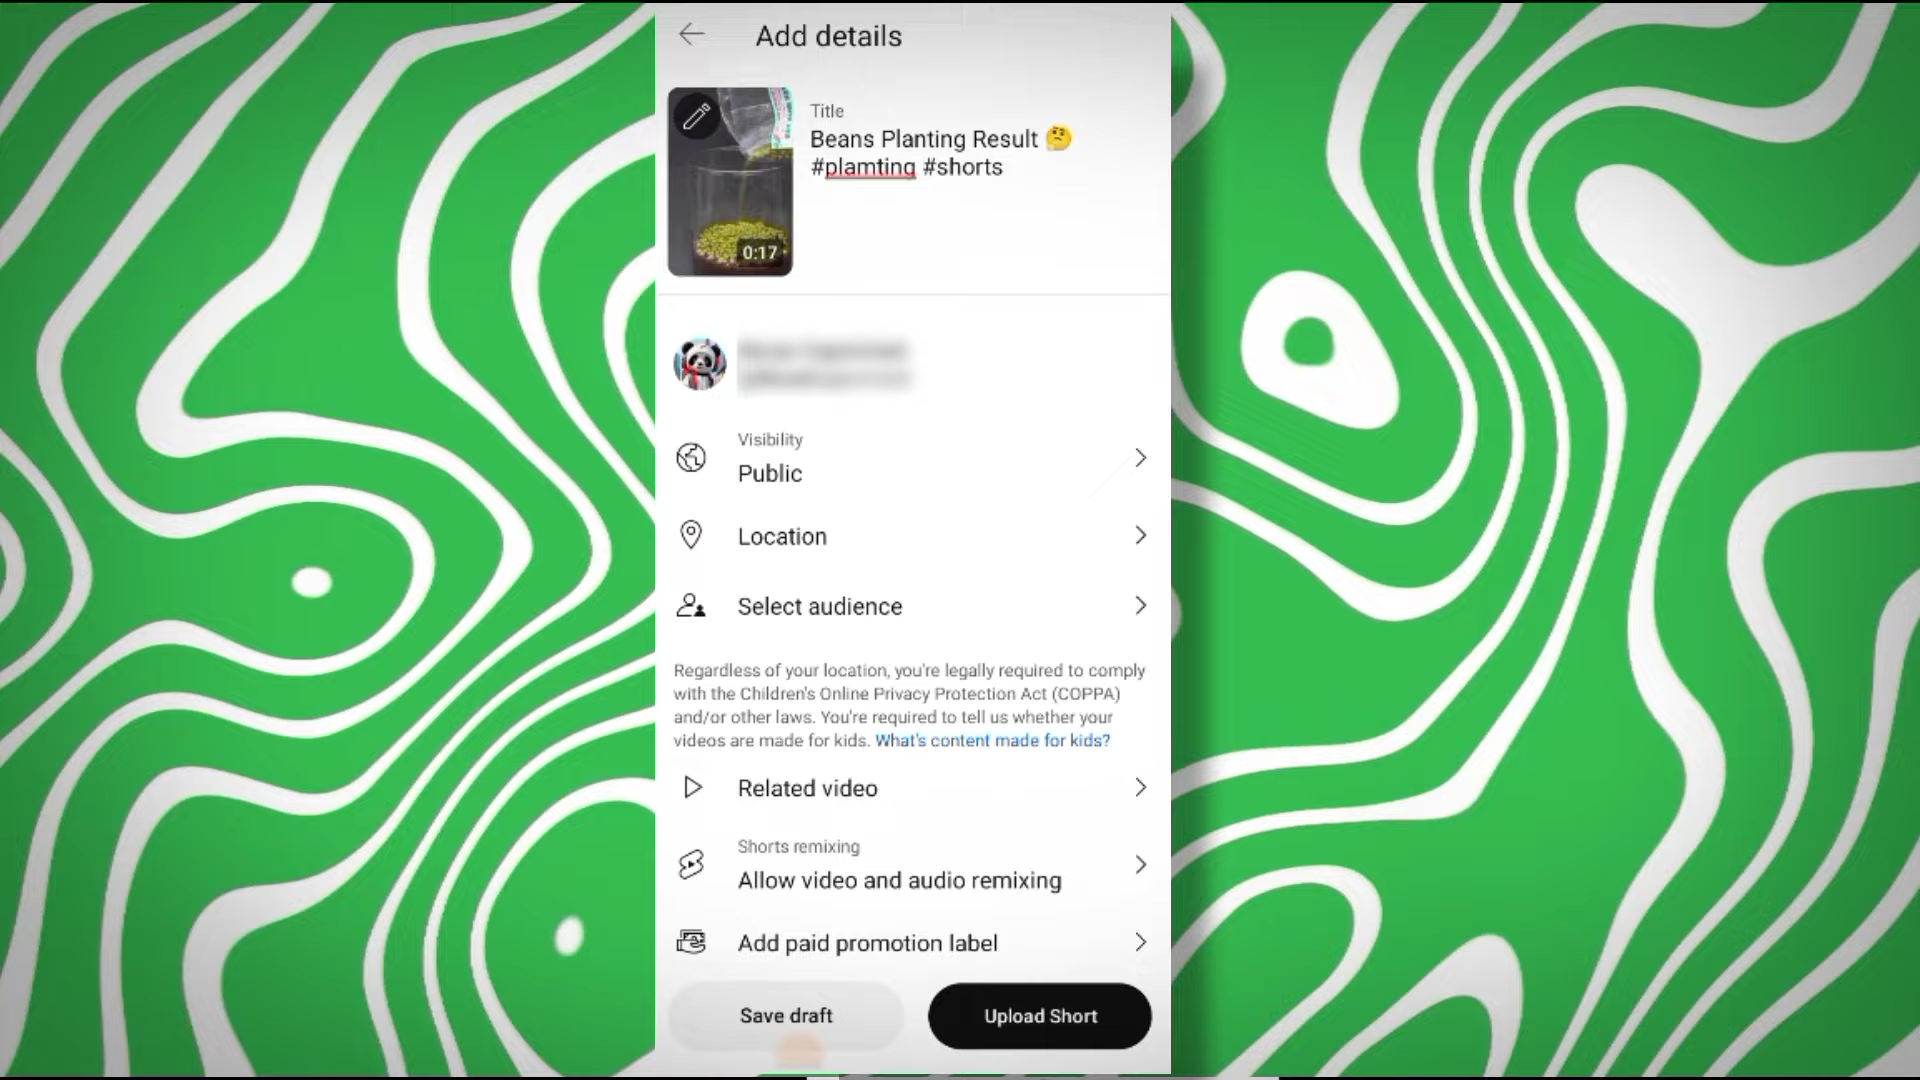 Add details
Title
Beans Planting Result 🤔
#plamting #shorts
0:17
Visibility
Public
Location
Select audience
Regardless of your location, you're legally required to comply
with the Children's Online Privacy Protection Act (COPPA)
and/or other laws. You're required to tell us whether your
videos are made for kids. What's content made for kids?
Related video
Shorts remixing
Allow video and audio remixing
Add paid promotion label
Save draft
Upload Short